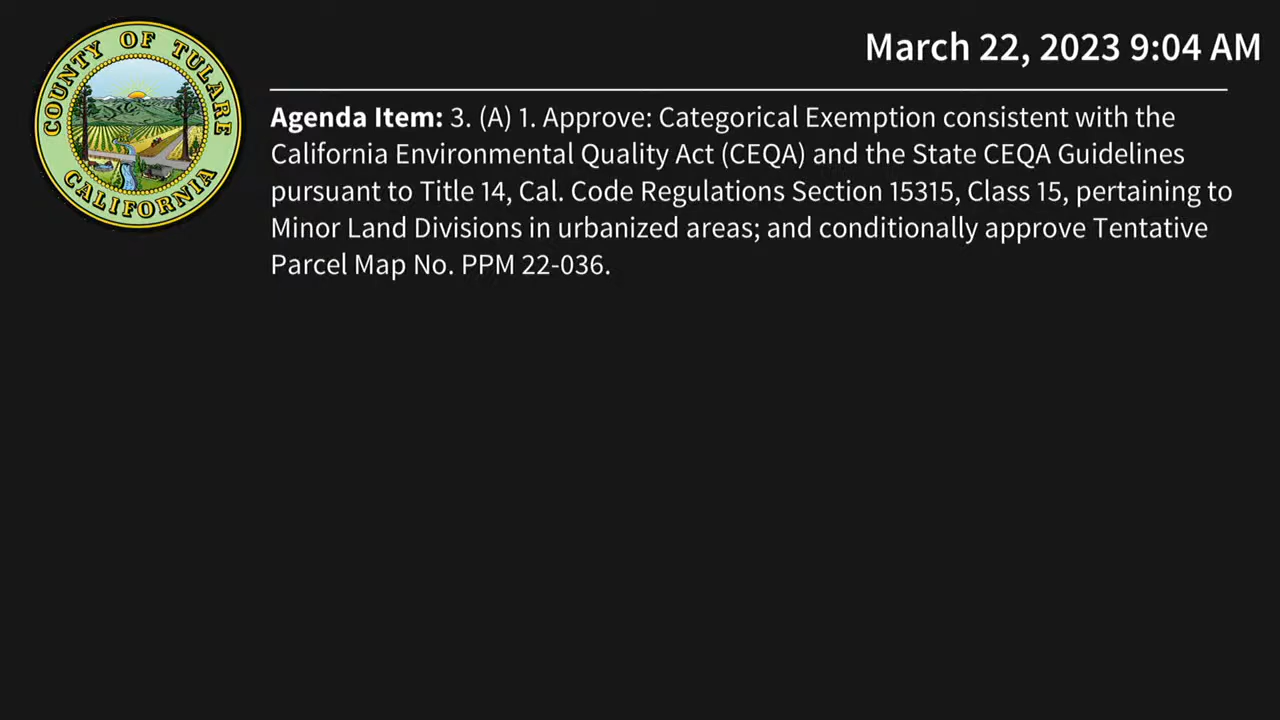 COUNTY OF TULARE
CALIFORNIA
March 22, 2023 9:04 AM
Agenda Item: 3. (A) 1. Approve: Categorical Exemption consistent with the
California Environmental Quality Act (CEQA) and the State CEQA Guidelines
pursuant to Title 14, Cal. Code Regulations Section 15315, Class 15, pertaining to
Minor Land Divisions in urbanized areas; and conditionally approve Tentative
Parcel Map No. PPM 22-036.